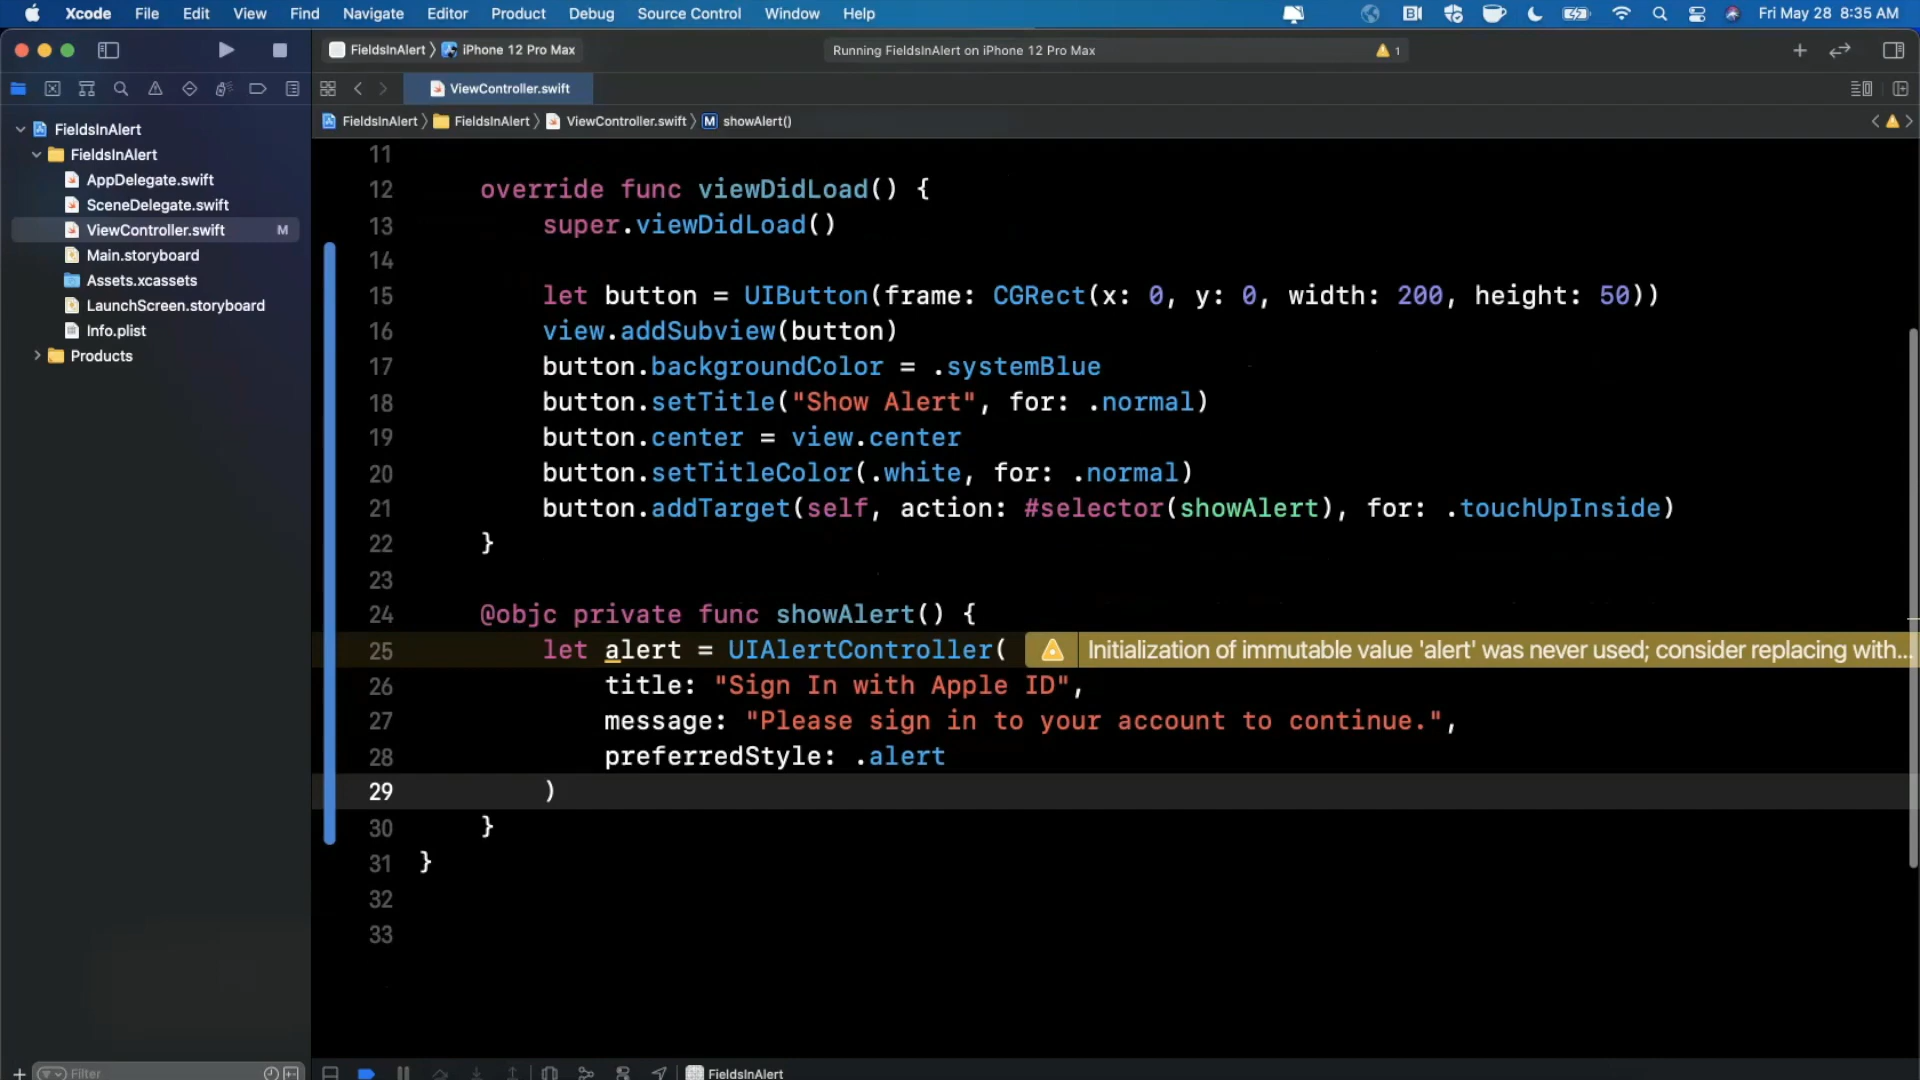 Xcode File Edit View Find Navigate Editor Product Debug Source Control Window Help Fri May 28 8:35 AM
FieldsInAlert iPhone 12 Pro Max Running FieldsInAlert on iPhone 12 Pro Max 1
ViewController.swift
FieldsInAlert FieldsInAlert ViewController.swift M showAlert()
FieldsInAlert
FieldsInAlert
AppDelegate.swift
SceneDelegate.swift
ViewController.swift M
Main.storyboard
Assets.xcassets
LaunchScreen.storyboard
Info.plist
Products
11
12 override func viewDidLoad() {
13 super.viewDidLoad()
14
15 let button = UIButton(frame: CGRect(x: 0, y: 0, width: 200, height: 50))
16 view.addSubview(button)
17 button.backgroundColor = .systemBlue
18 button.setTitle("Show Alert", for: .normal)
19 button.center = view.center
20 button.setTitleColor(.white, for: .normal)
21 button.addTarget(self, action: #selector(showAlert), for: .touchUpInside)
22 }
23
24 @objc private func showAlert() {
25 let alert = UIAlertController( Initialization of immutable value 'alert' was never used; consider replacing with...
26 title: "Sign In with Apple ID",
27 message: "Please sign in to your account to continue.",
28 preferredStyle: .alert
29 )
30 }
31 }
32
33
Filter FieldsInAlert